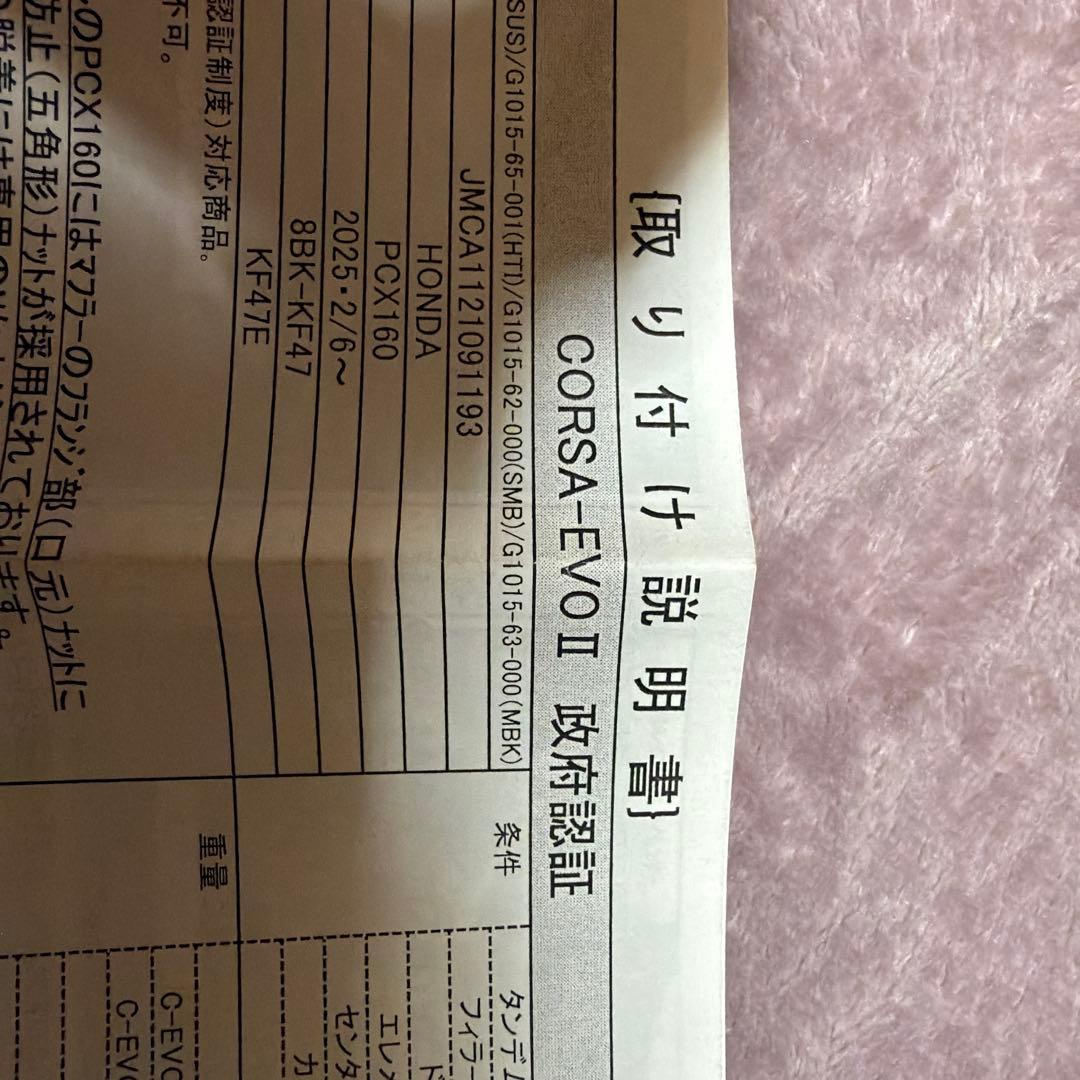 {取り付け説明書}
CORSA-EVOⅡ 政府認証
SUS)/G1015-65-001(HTI)/G1015-62-000(SMB)/G1015-63-000(MBK)
JMCA1121091193
HONDA
PCX160
2025・2/6～
8BK-KF47
KF47E
認証制度)対応商品。
不可。
のPCX160にはマフラーのフランジ部(口元)ナットに
防止(五角形)ナットが採用されております。
条件
重量
タンデム
フィラー
ド
エレメ
センタ
カ
C-EVO
C-EVO